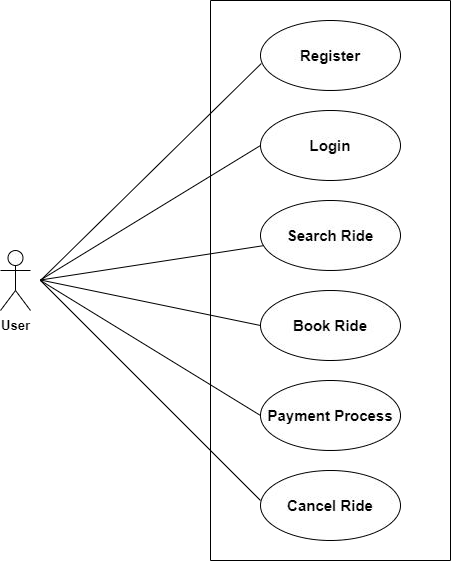 Register
Login
Search Ride
Book Ride
User
Payment Process
Cancel Ride